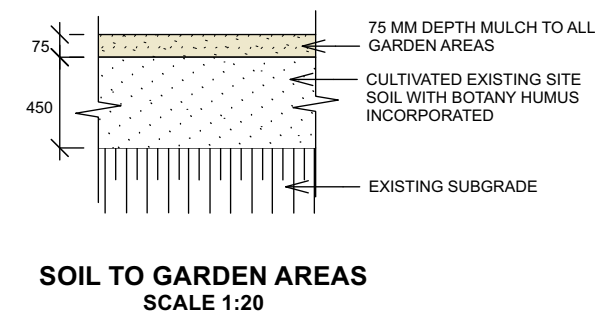 75
75 MM DEPTH MULCH TO ALL
GARDEN AREAS
450
CULTIVATED EXISTING SITE
SOIL WITH BOTANY HUMUS
INCORPORATED
EXISTING SUBGRADE
SOIL TO GARDEN AREAS
SCALE 1:20